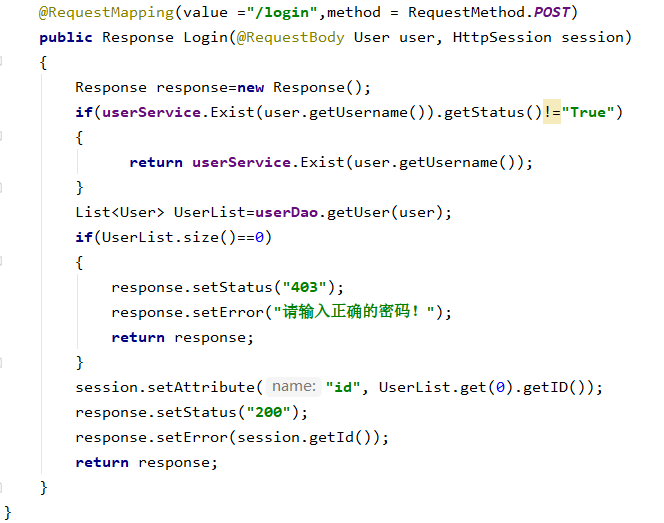 @RequestMapping(value ="/login",method = RequestMethod.POST)
public Response Login(@RequestBody User user, HttpSession session)
{
Response response=new Response();
if(userService.Exist(user.getUsername()).getStatus()!="True")
{
return userService.Exist(user.getUsername());
}
List<User> UserList=userDao.getUser(user);
if(UserList.size()==0)
{
response.setStatus("403");
response.setError("请输入正确的密码！");
return response;
}
session.setAttribute( name: "id", UserList.get(0).getID());
response.setStatus("200");
response.setError(session.getId());
return response;
}
}